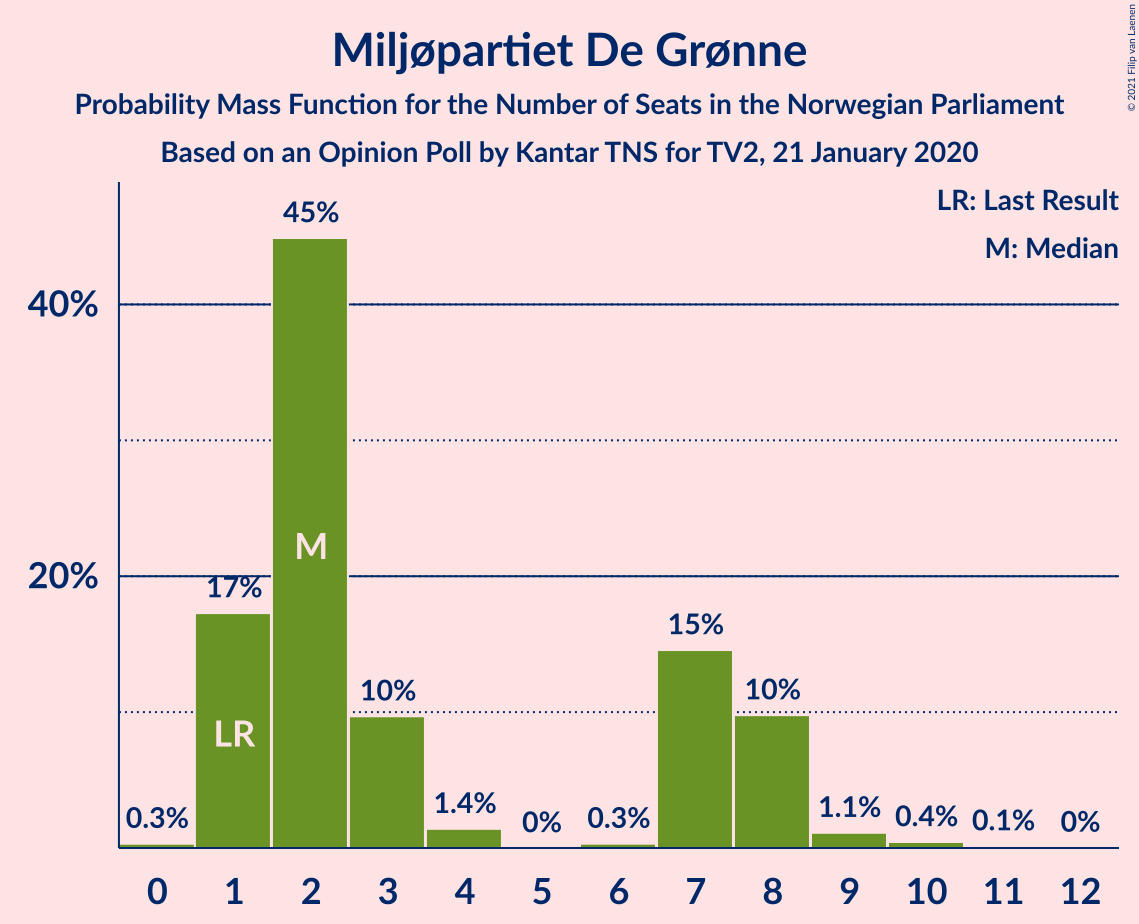 Miljøpartiet De Grønne
Probability Mass Function for the Number of Seats in the Norwegian Parliament
Based on an Opinion Poll by Kantar TNS for TV2, 21 January 2020
© 2021 Filip van Laenen
LR: Last Result
M: Median
45%
40%
M
20%
17%
15%
10%
10%
LR
0.3%
1.4%
0%
0.3%
1.1%
0.4%
0.1%
0%
0 1 2 3 4 5 6 7 8 9 10 11 12